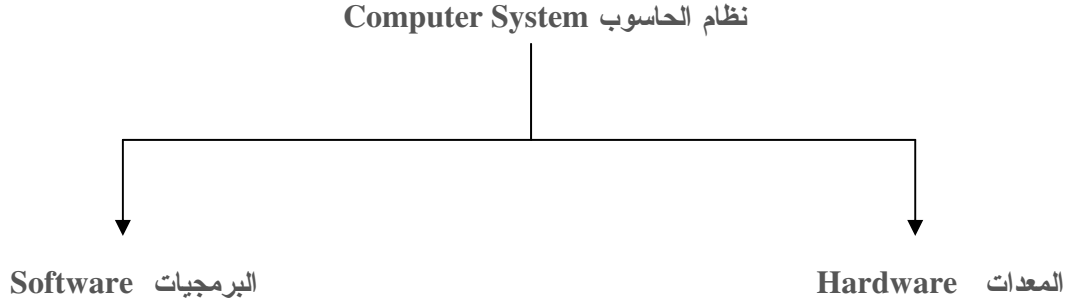 نظام الحاسوب Computer System
المعدات Hardware
البرمجيات Software